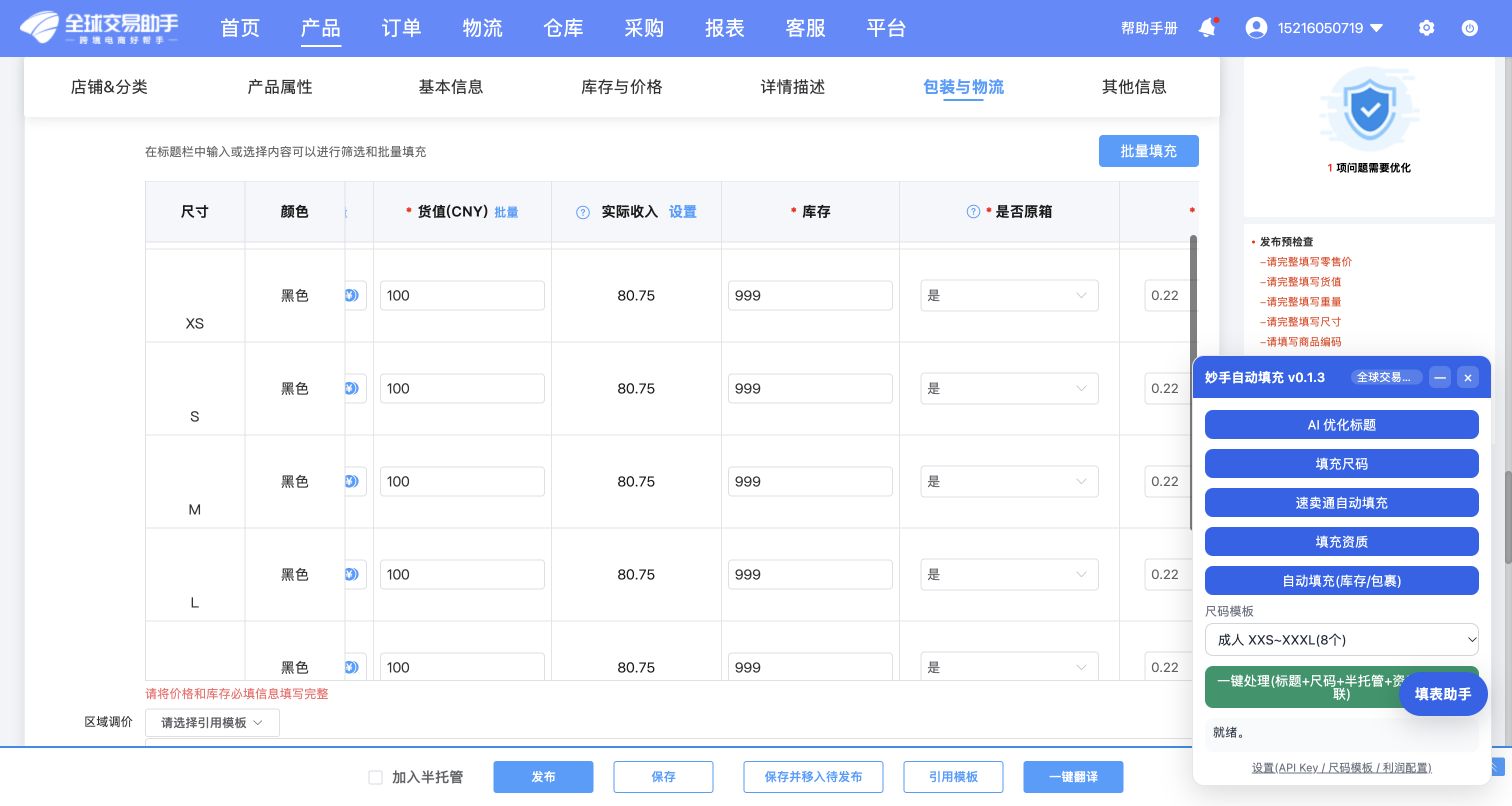 全球交易助手
跨境电商好帮手
首页 产品 订单 物流 仓库 采购 报表 客服 平台
帮助手册 15216050719
店铺&分类 产品属性 基本信息 库存与价格 详情描述 包装与物流 其他信息
1 项问题需要优化
在标题栏中输入或选择内容可以进行筛选和批量填充 批量填充
尺寸 颜色 * 货值(CNY) 批量 ? 实际收入 设置 * 库存 ? * 是否原箱 *
XS 黑色 100 80.75 999 是 0.22
S 黑色 100 80.75 999 是 0.22
M 黑色 100 80.75 999 是 0.22
L 黑色 100 80.75 999 是 0.22
黑色 100 80.75 999 是 0.22
请将价格和库存必填信息填写完整
区域调价 请选择引用模板
加入半托管 发布 保存 保存并移入待发布 引用模板 一键翻译
• 发布预检查
–请完整填写零售价
–请完整填写货值
–请完整填写重量
–请完整填写尺寸
–请填写商品编码
妙手自动填充 v0.1.3 全球交易... — ×
AI 优化标题
填充尺码
速卖通自动填充
填充资质
自动填充(库存/包裹)
尺码模板
成人 XXS~XXXL(8个)
一键处理(标题+尺码+半托管+资
联)
填表助手
就绪。
设置(API Key / 尺码模板 / 利润配置)